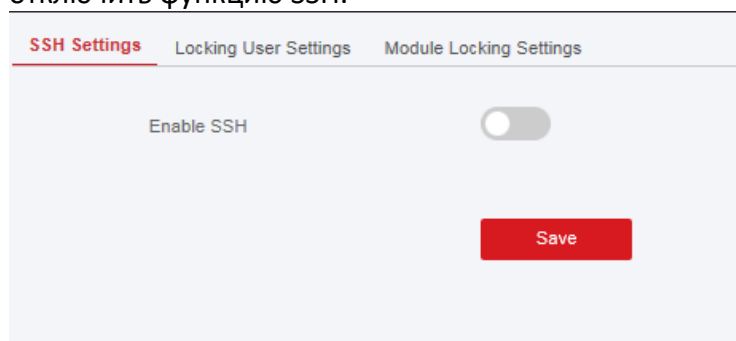 отключить функцию SSH.
SSH Settings Locking User Settings Module Locking Settings
Enable SSH
Save